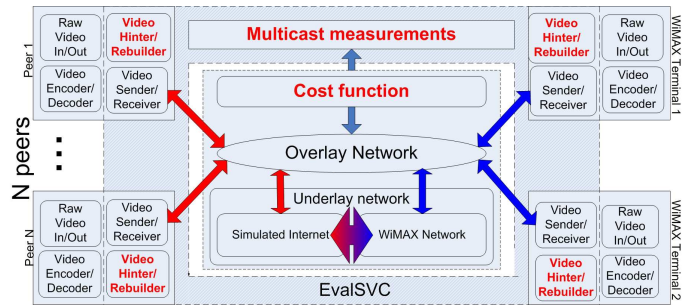 N peers
Peer 1
Raw
Video
In/Out
Video
Hinter/
Rebuilder
Video
Encoder/
Decoder
Video
Sender/
Receiver
Peer N
Raw
Video
In/Out
Video
Sender/
Receiver
Video
Encoder/
Decoder
Video
Hinter/
Rebuilder
Multicast measurements
Cost function
Overlay Network
Underlay network
Simulated Internet
WiMAX Network
EvalSVC
Video
Hinter/
Rebuilder
Raw
Video
In/Out
Video
Sender/
Receiver
Video
Encoder/
Decoder
WiMAX Terminal 1
Video
Sender/
Receiver
Raw
Video
In/Out
Video
Hinter/
Rebuilder
Video
Encoder/
Decoder
WiMAX Terminal 2